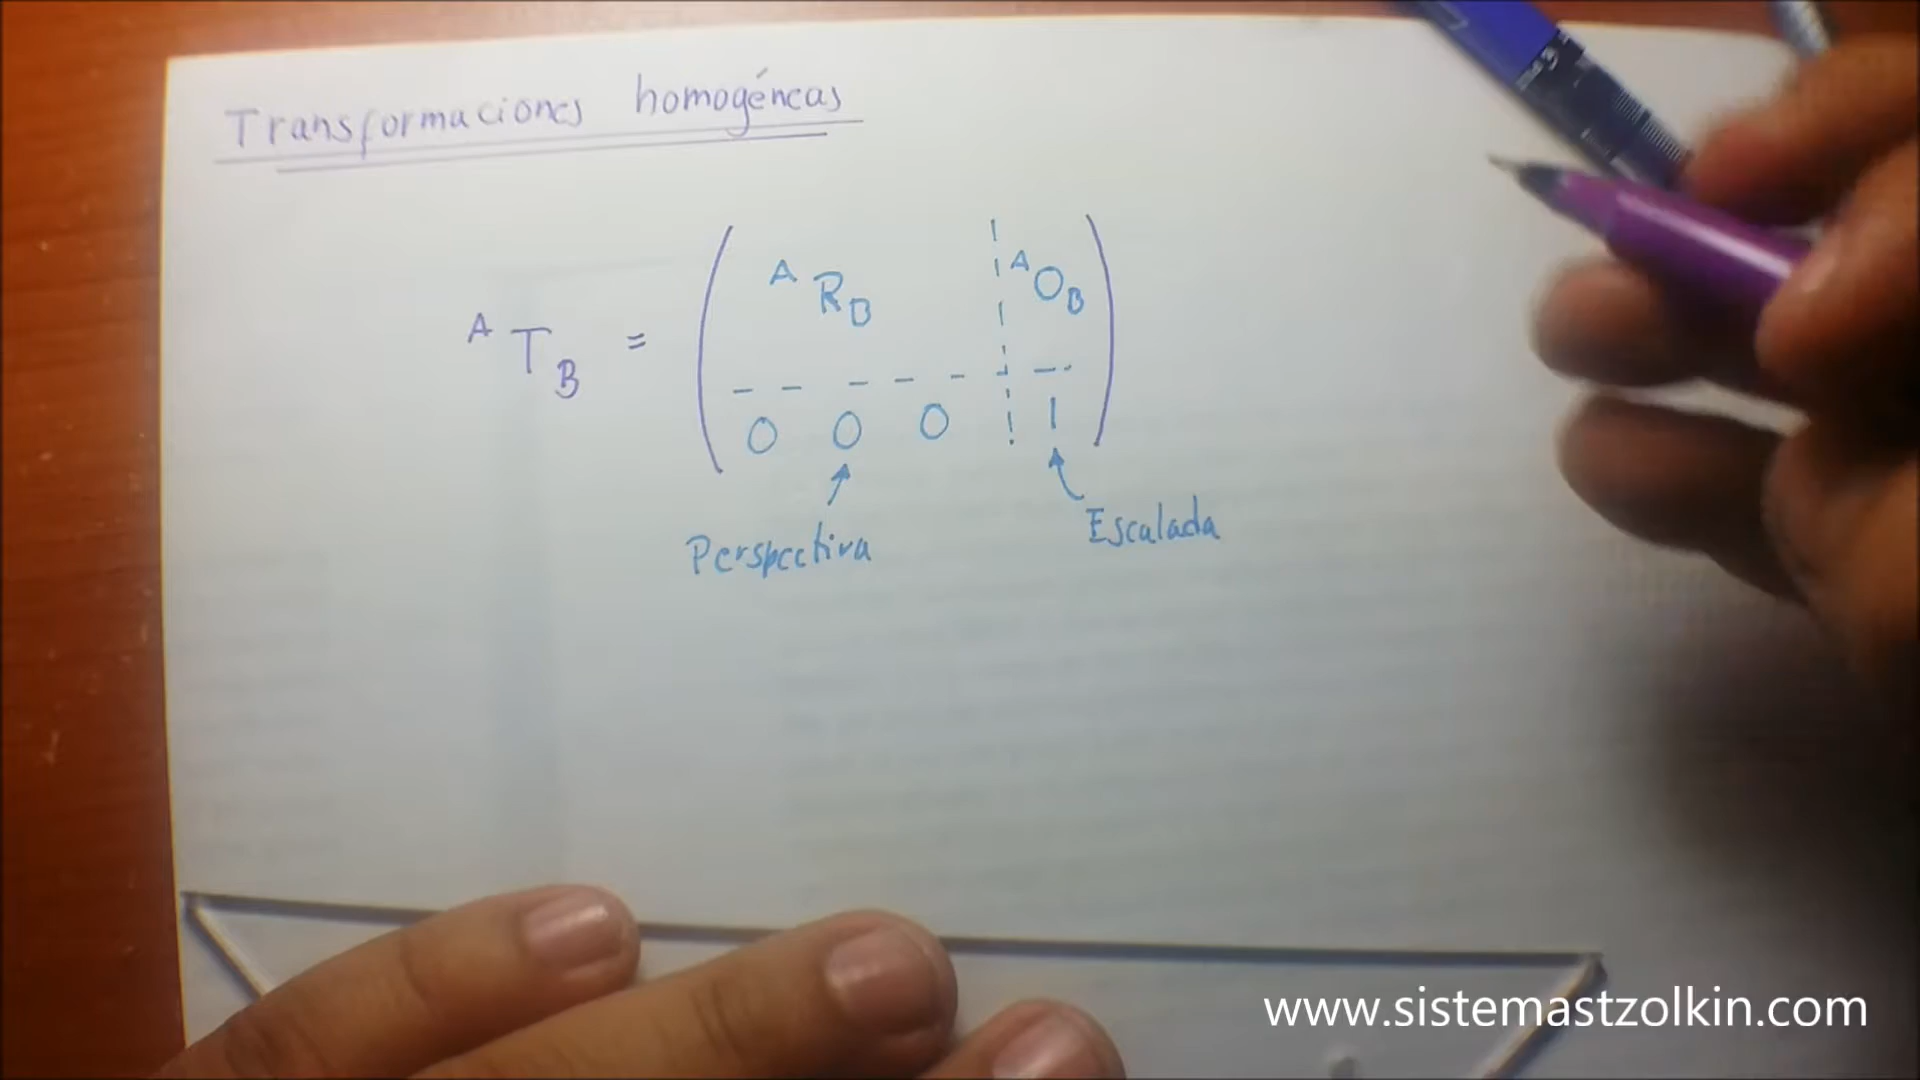 Transformaciones homogéneas
A T B = ( A R B A O B
0 0 0 1 )
Perspectiva Escalada
www.sistemastzolkin.com